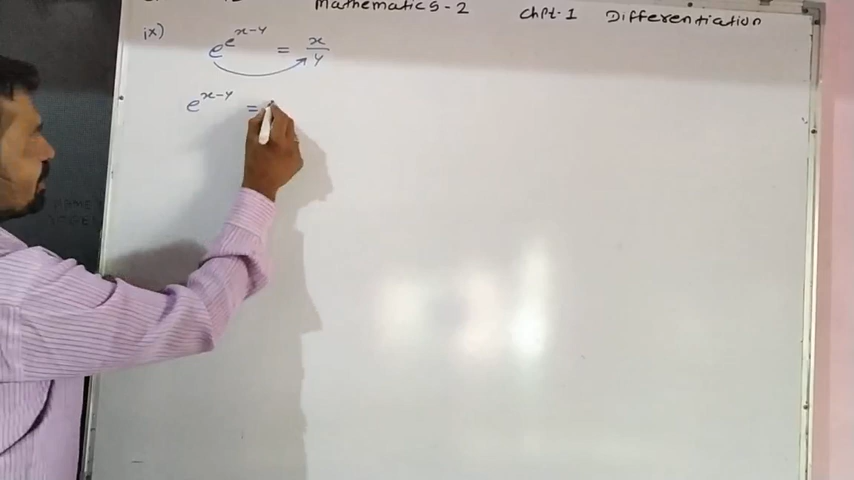 Mathematics-2 Chpt.1 Differentiation
ix) e^e^x-y = x/y
e^x-y =